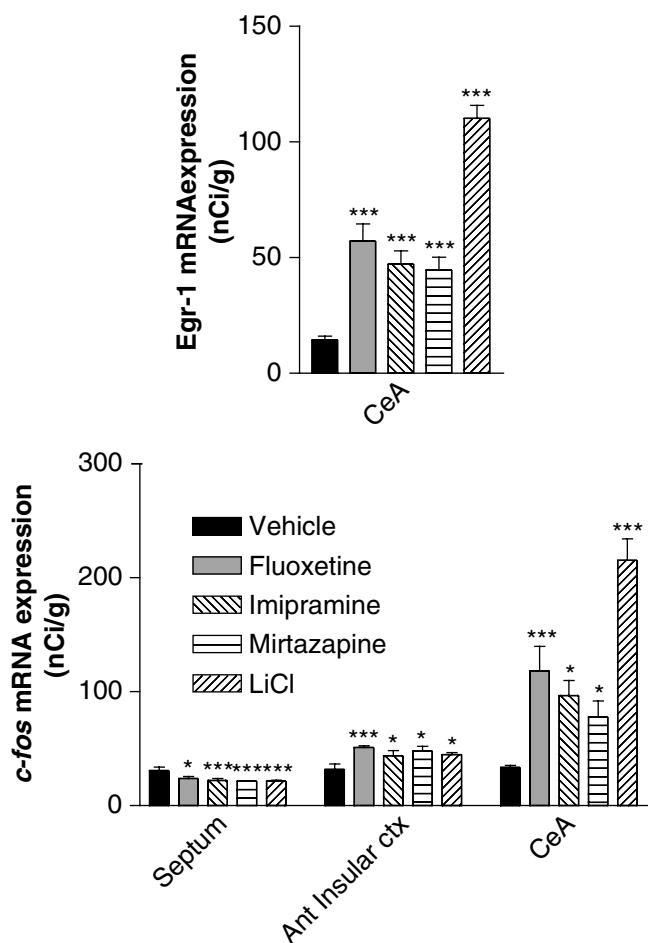 150
100
50
0
Egr-1 mRNAexpression
(nCi/g)
***
***
***
***
CeA
300
200
100
0
c-fos mRNA expression
(nCi/g)
Vehicle
Fluoxetine
Imipramine
Mirtazapine
LiCl
* **********
*** * * *
*** * * ***
Septum
Ant Insular ctx
CeA